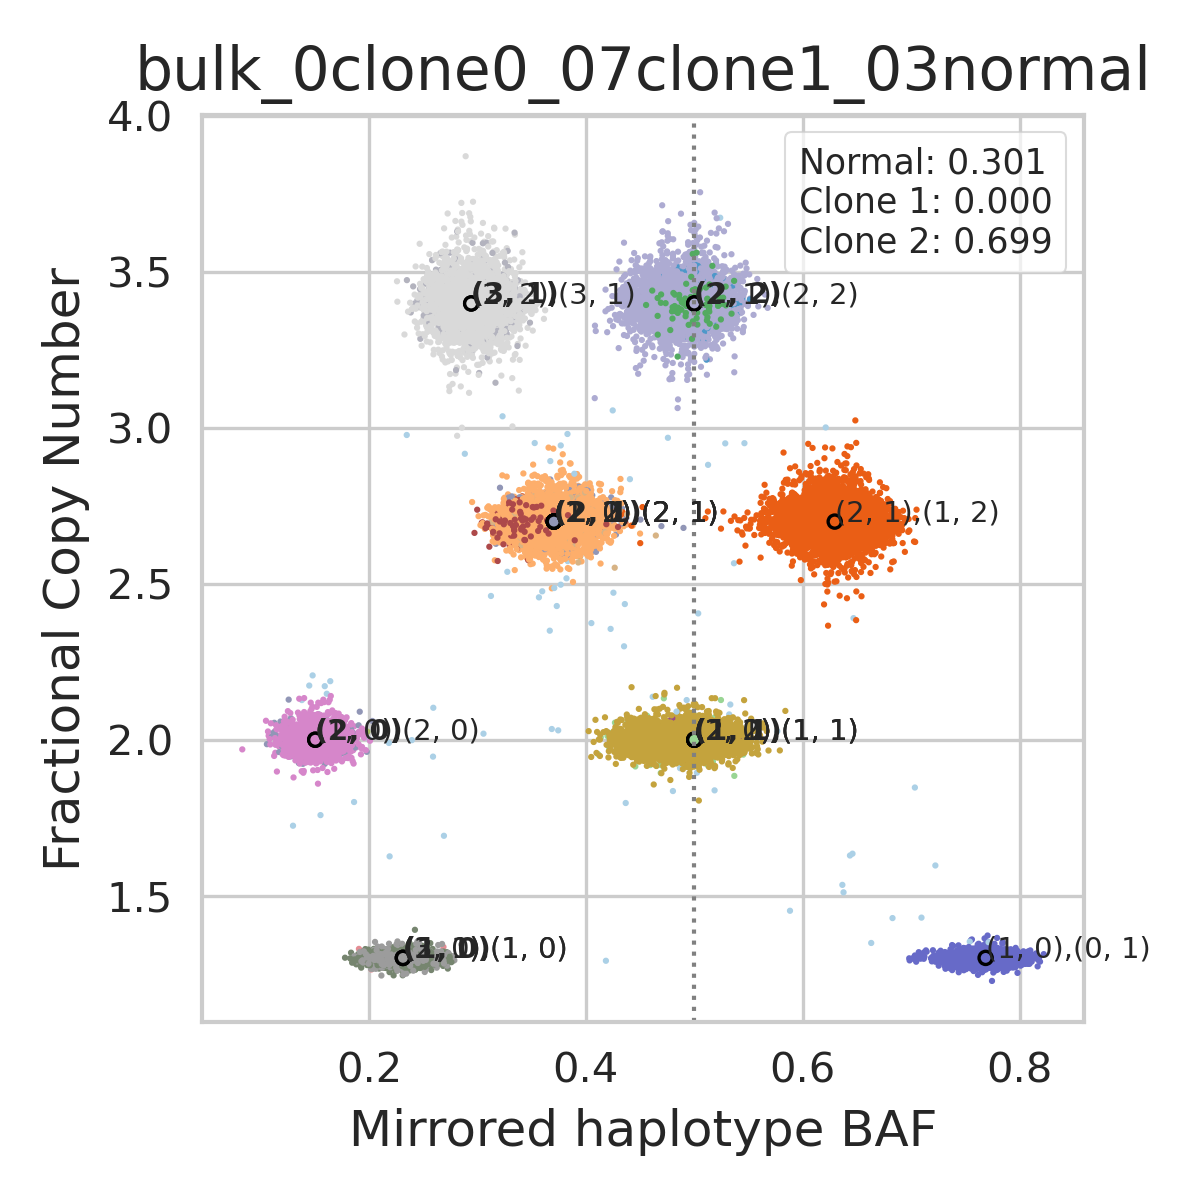 bulk_0clone0_07clone1_03normal
4.0
Normal: 0.301
Clone 1: 0.000
Clone 2: 0.699
3.5
(3, 1)
(2, 2)
3.0
(2, 1)
(2, 1),(1, 2)
2.5
2.0
(2, 0)
(1, 1)
1.5
(1, 0)
(1, 0),(0, 1)
0.2
0.4
0.6
0.8
Fractional Copy Number
Mirrored haplotype BAF